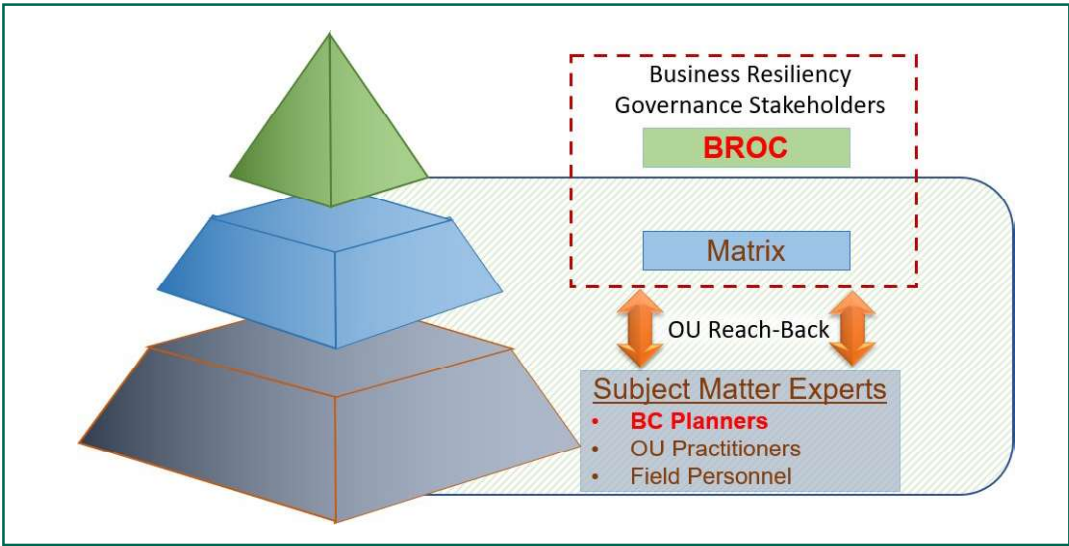 Business Resiliency
Governance Stakeholders
BROC
Matrix
OU Reach-Back
Subject Matter Experts
• BC Planners
• OU Practitioners
• Field Personnel